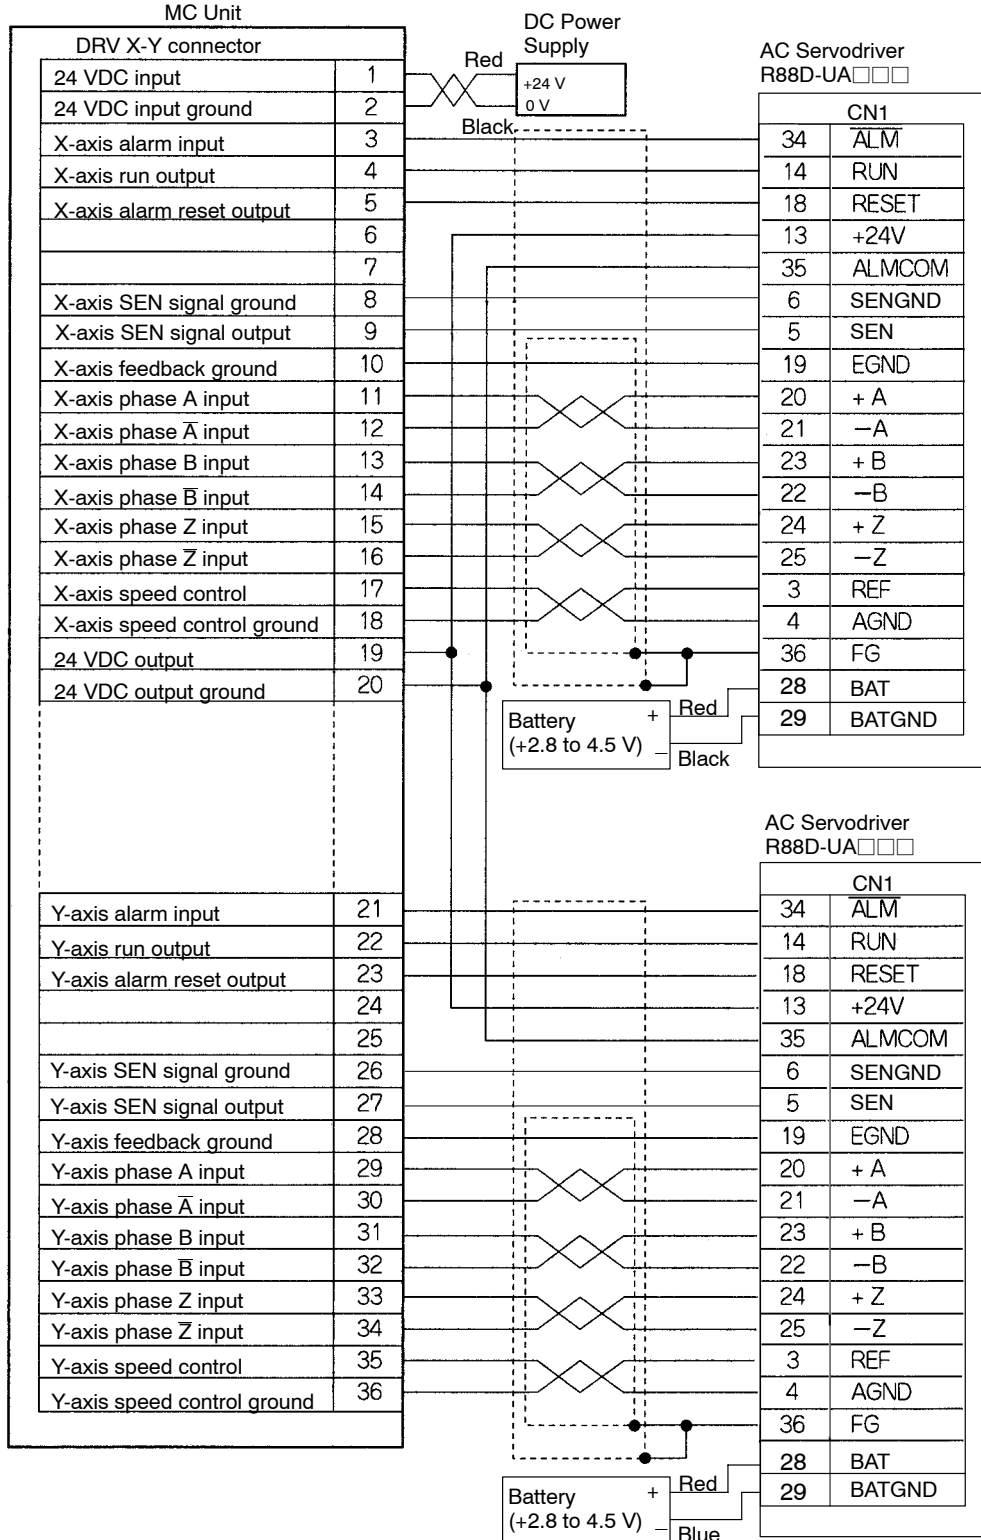 MC Unit
DRV X-Y connector
24 VDC input 1
24 VDC input ground 2
X-axis alarm input 3
X-axis run output 4
X-axis alarm reset output 5
6
7
X-axis SEN signal ground 8
X-axis SEN signal output 9
X-axis feedback ground 10
X-axis phase A input 11
X-axis phase A̅ input 12
X-axis phase B input 13
X-axis phase B̅ input 14
X-axis phase Z input 15
X-axis phase Z̅ input 16
X-axis speed control 17
X-axis speed control ground 18
24 VDC output 19
24 VDC output ground 20
Red
Black
DC Power
Supply
+24 V
0 V
AC Servodriver
R88D-UA□□□
CN1
34 A̅L̅M̅
14 RUN
18 RESET
13 +24V
35 ALMCOM
6 SENGND
5 SEN
19 EGND
20 + A
21 −A
23 + B
22 −B
24 + Z
25 −Z
3 REF
4 AGND
36 FG
28 BAT
29 BATGND
Battery +
(+2.8 to 4.5 V) −
Red
Black
Y-axis alarm input 21
Y-axis run output 22
Y-axis alarm reset output 23
24
25
Y-axis SEN signal ground 26
Y-axis SEN signal output 27
Y-axis feedback ground 28
Y-axis phase A input 29
Y-axis phase A̅ input 30
Y-axis phase B input 31
Y-axis phase B̅ input 32
Y-axis phase Z input 33
Y-axis phase Z̅ input 34
Y-axis speed control 35
Y-axis speed control ground 36
AC Servodriver
R88D-UA□□□
CN1
34 A̅L̅M̅
14 RUN
18 RESET
13 +24V
35 ALMCOM
6 SENGND
5 SEN
19 EGND
20 + A
21 −A
23 + B
22 −B
24 + Z
25 −Z
3 REF
4 AGND
36 FG
28 BAT
29 BATGND
Battery +
(+2.8 to 4.5 V) −
Red
Blue